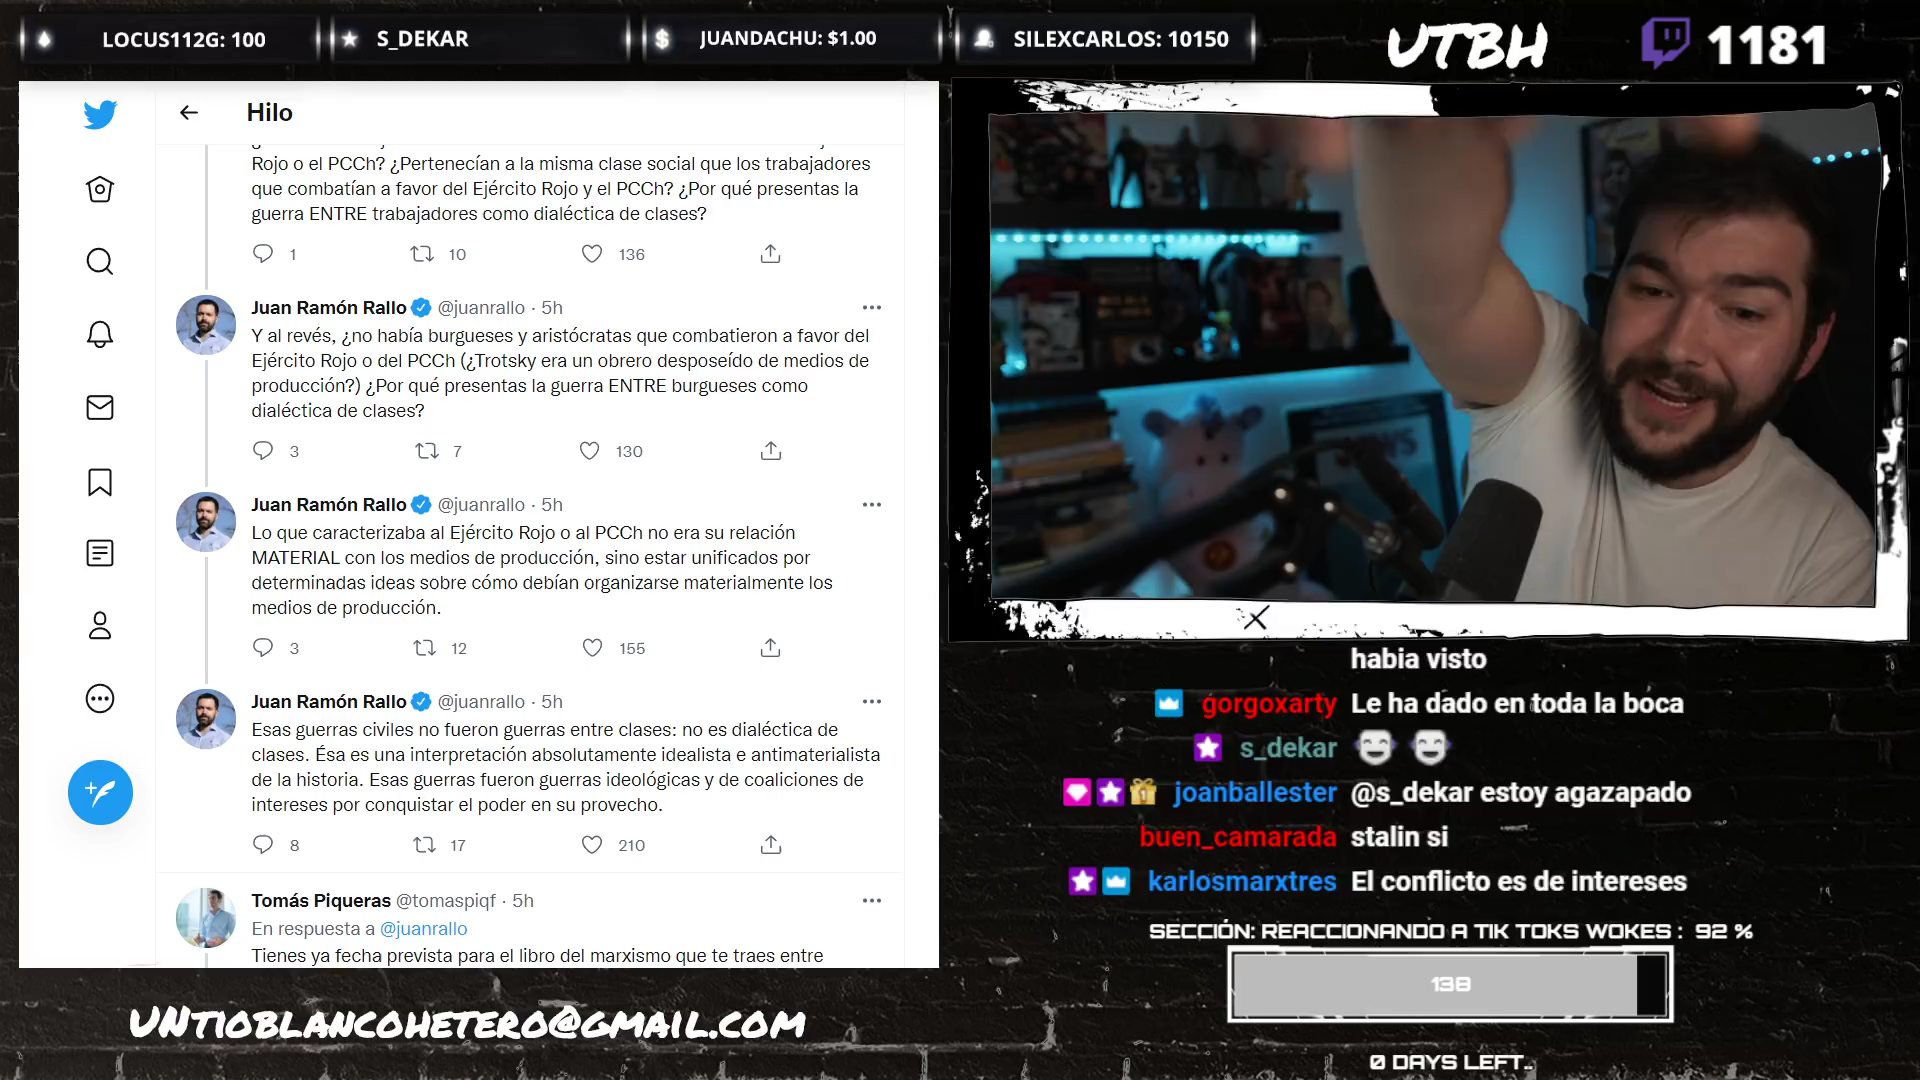 LOCUS112G: 100
S_DEKAR
JUANDACHU: $1.00
SILEXCARLOS: 10150
UTBH
1181
Hilo
Rojo o el PCCh? ¿Pertenecían a la misma clase social que los trabajadores
que combatían a favor del Ejército Rojo y el PCCh? ¿Por qué presentas la
guerra ENTRE trabajadores como dialéctica de clases?
1 10 136
Juan Ramón Rallo @juanrallo · 5h
Y al revés, ¿no había burgueses y aristócratas que combatieron a favor del
Ejército Rojo o del PCCh (¿Trotsky era un obrero desposeído de medios de
producción?) ¿Por qué presentas la guerra ENTRE burgueses como
dialéctica de clases?
3 7 130
Juan Ramón Rallo @juanrallo · 5h
Lo que caracterizaba al Ejército Rojo o al PCCh no era su relación
MATERIAL con los medios de producción, sino estar unificados por
determinadas ideas sobre cómo debían organizarse materialmente los
medios de producción.
3 12 155
Juan Ramón Rallo @juanrallo · 5h
Esas guerras civiles no fueron guerras entre clases: no es dialéctica de
clases. Ésa es una interpretación absolutamente idealista e antimaterialista
de la historia. Esas guerras fueron guerras ideológicas y de coaliciones de
intereses por conquistar el poder en su provecho.
8 17 210
Tomás Piqueras @tomaspiqf · 5h
En respuesta a @juanrallo
Tienes ya fecha prevista para el libro del marxismo que te traes entre
habia visto
gorgoxarty Le ha dado en toda la boca
s_dekar
joanballester @s_dekar estoy agazapado
buen_camarada stalin si
karlosmarxtres El conflicto es de intereses
SECCIÓN: REACCIONANDO A TIK TOKS WOKES : 92 %
138
0 DAYS LEFT..
UNTIOBLANCOHETERO@GMAIL.COM